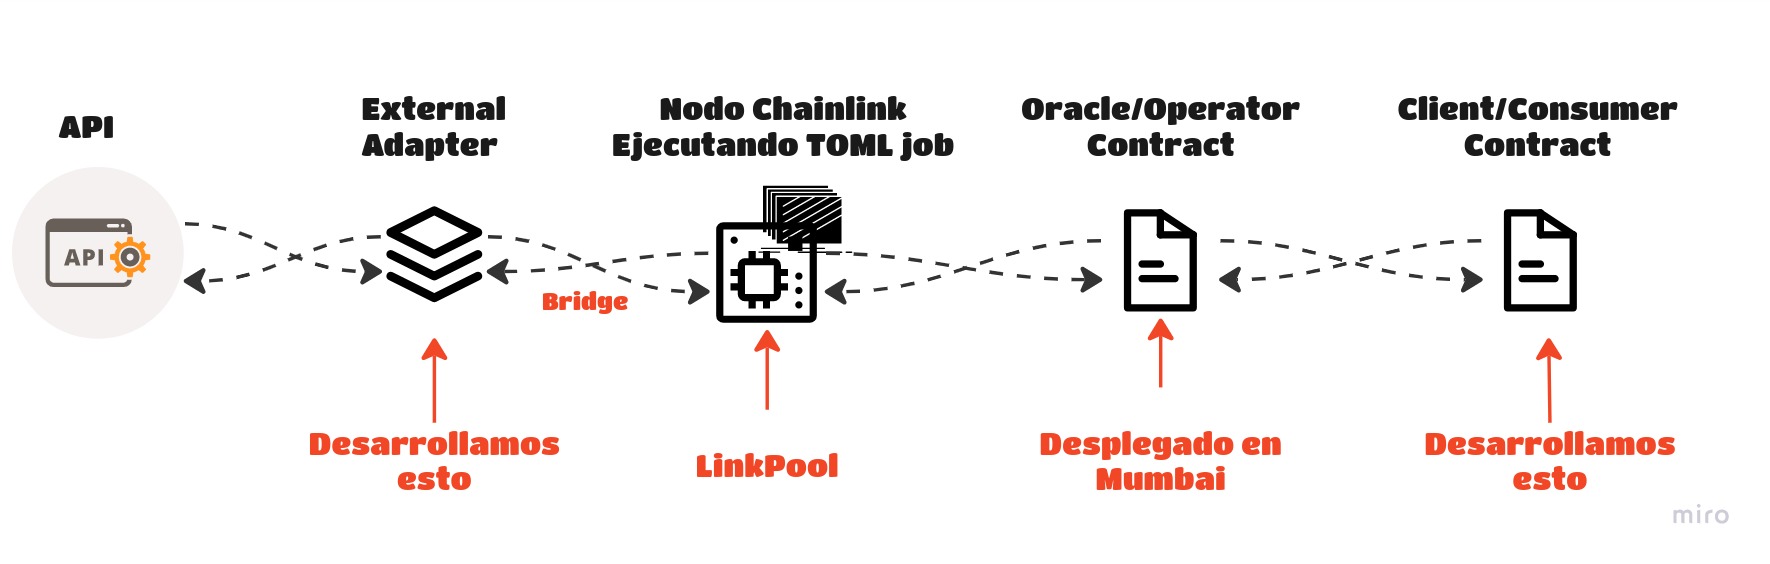 API
External
Adapter
Nodo Chainlink
Ejecutando TOML job
Oracle/Operator
Contract
Client/Consumer
Contract
API
Bridge
Desarrollamos
esto
LinkPool
Desplegado en
Mumbai
Desarrollamos
esto
miro